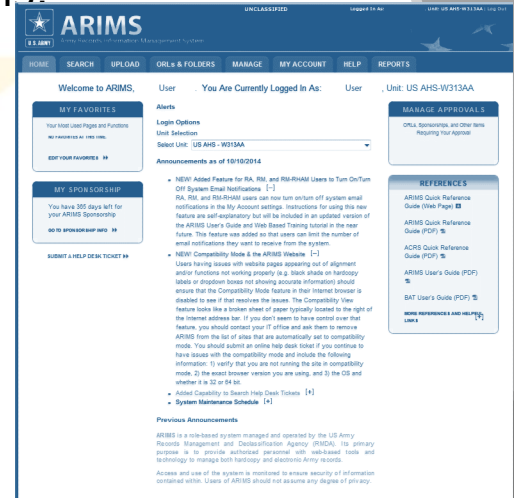 UNCLASSIFIED
Logged In As:
Unit: US AHS-W313AA | Log Out
U.S. ARMY
ARIMS
Army Records Information Management System
HOME
SEARCH
UPLOAD
ORLs & FOLDERS
MANAGE
MY ACCOUNT
HELP
REPORTS
Welcome to ARIMS, User . You Are Currently Logged In As: User , Unit: US AHS-W313AA
MY FAVORITES
Your Most Used Pages and Functions
NO FAVORITES AT THIS TIME.
EDIT YOUR FAVORITES
MY SPONSORSHIP
You have 365 days left for
your ARIMS Sponsorship
GO TO SPONSORSHIP INFO
SUBMIT A HELP DESK TICKET
Alerts
Login Options
Unit Selection
Select Unit: US AHS - W313AA
Announcements as of 10/10/2014
NEW! Added Feature for RA, RM, and RM-RHAM Users to Turn On/Turn
Off System Email Notifications [–]
RA, RM, and RM-RHAM users can now turn on/turn off system email
notifications in the My Account settings. Instructions for using this new
feature are self-explanatory but will be included in an updated version of
the ARIMS User's Guide and Web Based Training tutorial in the near
future. This feature was added so that users can limit the number of
email notifications they want to receive from the system.
NEW! Compatibility Mode & the ARIMS Website [–]
Users having issues with website pages appearing out of alignment
and/or functions not working properly (e.g. black shade on hardcopy
labels or dropdown boxes not showing accurate information) should
ensure that the Compatibility Mode feature in their Internet browser is
disabled to see if that resolves the issues. The Compatibility View
feature looks like a broken sheet of paper typically located to the right of
the Internet address bar. If you don't seem to have control over that
feature, you should contact your IT office and ask them to remove
ARIMS from the list of sites that are automatically set to compatibility
mode. You should submit an online help desk ticket if you continue to
have issues with the compatibility mode and include the following
information: 1) verify that you are not running the site in compatibility
mode, 2) the exact browser version you are using, and 3) the OS and
whether it is 32 or 64 bit.
Added Capability to Search Help Desk Tickets [+]
System Maintenance Schedule [+]
Previous Announcements
ARIMS is a role-based system managed and operated by the US Army
Records Management and Declassification Agency (RMDA). Its primary
purpose is to provide authorized personnel with web-based tools and
technology to manage both hardcopy and electronic Army records.
Access and use of the system is monitored to ensure security of information
contained within. Users of ARIMS should not assume any degree of privacy.
MANAGE APPROVALS
ORLs, Sponsorships, and Other Items
Requiring Your Approval
REFERENCES
ARIMS Quick Reference
Guide (Web Page)
ARIMS Quick Reference
Guide (PDF)
ACRS Quick Reference
Guide (PDF)
ARIMS User's Guide (PDF)
BAT User's Guide (PDF)
MORE REFERENCES AND HELPFUL
LINKS [+]